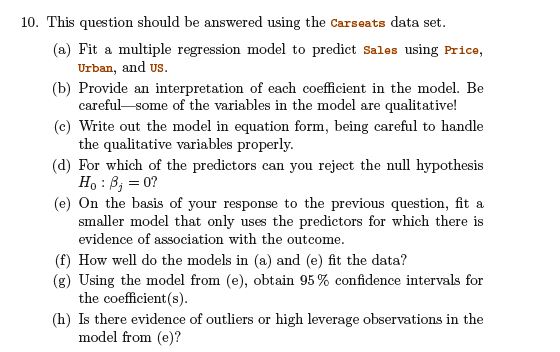 10. This question should be answered using the Carseats data set.
(a) Fit a multiple regression model to predict Sales using Price,
Urban, and US.
(b) Provide an interpretation of each coefficient in the model. Be
careful—some of the variables in the model are qualitative!
(c) Write out the model in equation form, being careful to handle
the qualitative variables properly.
(d) For which of the predictors can you reject the null hypothesis
H₀ : βⱼ = 0?
(e) On the basis of your response to the previous question, fit a
smaller model that only uses the predictors for which there is
evidence of association with the outcome.
(f) How well do the models in (a) and (e) fit the data?
(g) Using the model from (e), obtain 95 % confidence intervals for
the coefficient(s).
(h) Is there evidence of outliers or high leverage observations in the
model from (e)?